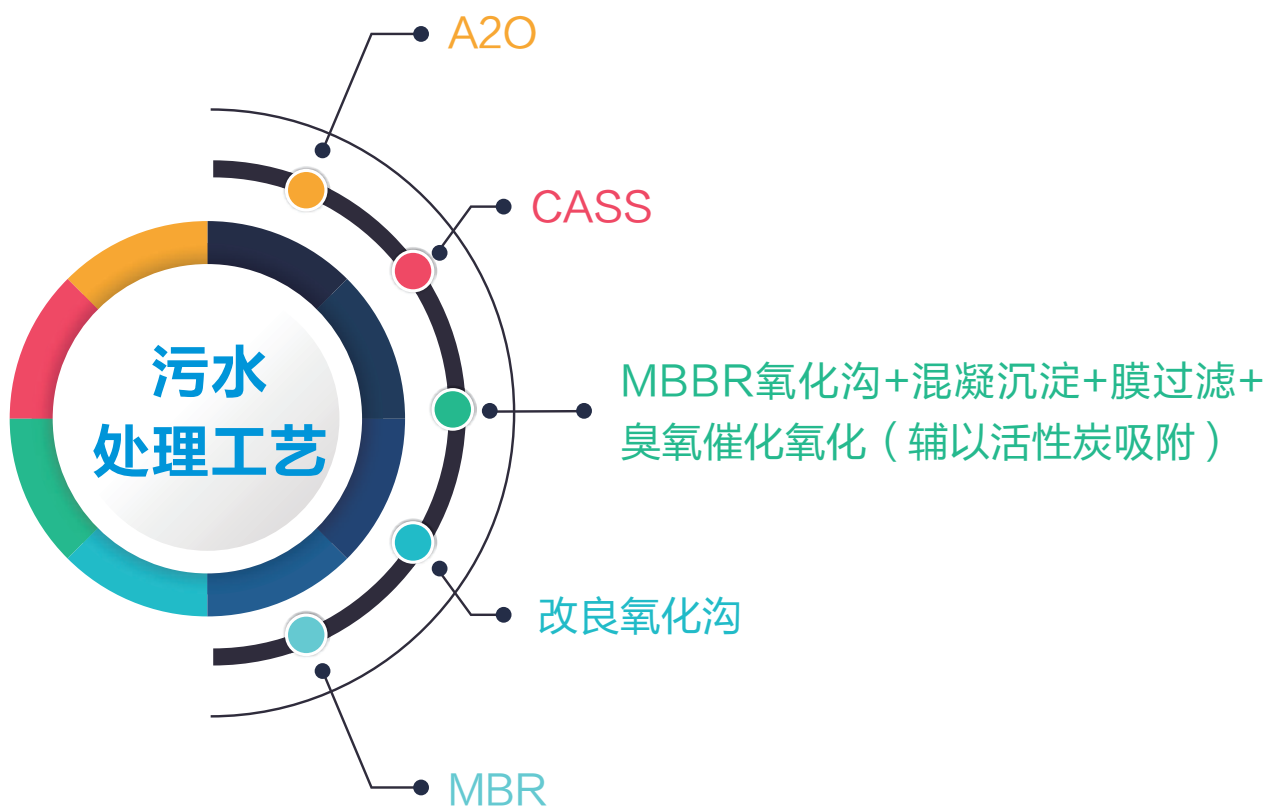 A2O
CASS
污水
处理工艺
MBBR氧化沟+混凝沉淀+膜过滤+
臭氧催化氧化（辅以活性炭吸附）
改良氧化沟
MBR